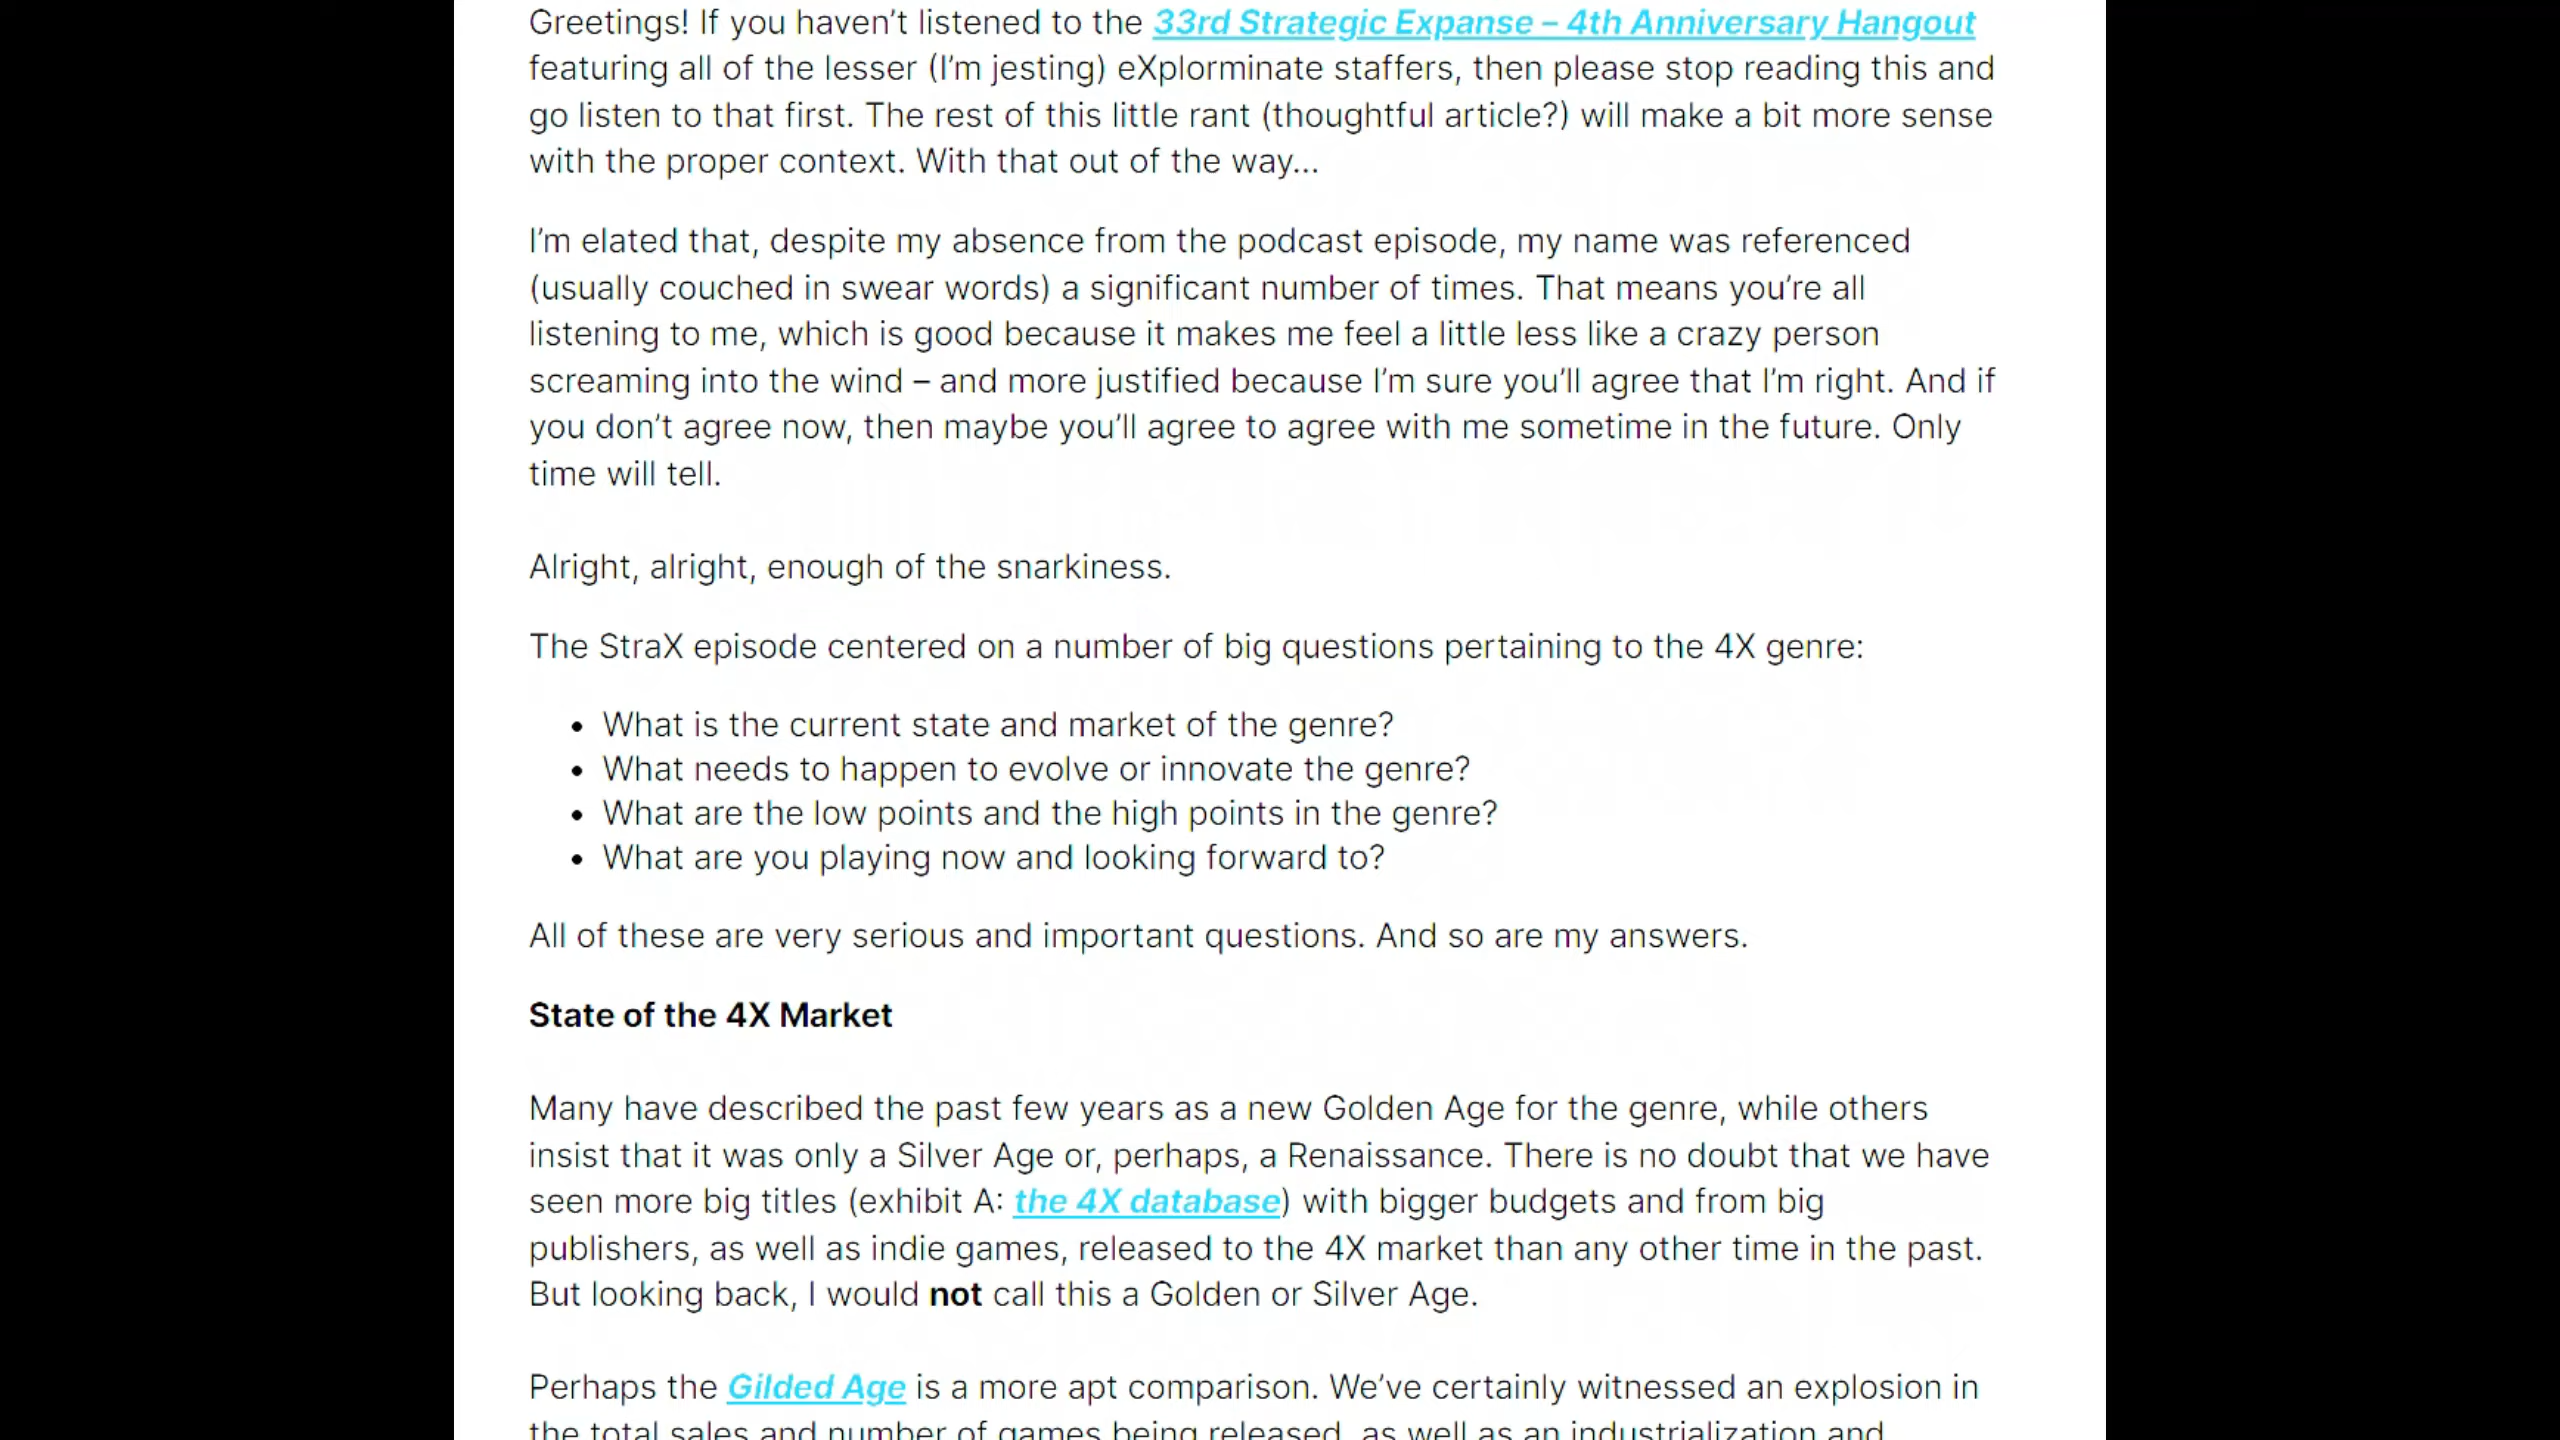 Greetings! If you haven’t listened to the 33rd Strategic Expanse – 4th Anniversary Hangout
featuring all of the lesser (I’m jesting) eXplorminate staffers, then please stop reading this and
go listen to that first. The rest of this little rant (thoughtful article?) will make a bit more sense
with the proper context. With that out of the way…
I’m elated that, despite my absence from the podcast episode, my name was referenced
(usually couched in swear words) a significant number of times. That means you’re all
listening to me, which is good because it makes me feel a little less like a crazy person
screaming into the wind – and more justified because I’m sure you’ll agree that I’m right. And if
you don’t agree now, then maybe you’ll agree to agree with me sometime in the future. Only
time will tell.
Alright, alright, enough of the snarkiness.
The StraX episode centered on a number of big questions pertaining to the 4X genre:
• What is the current state and market of the genre?
• What needs to happen to evolve or innovate the genre?
• What are the low points and the high points in the genre?
• What are you playing now and looking forward to?
All of these are very serious and important questions. And so are my answers.
State of the 4X Market
Many have described the past few years as a new Golden Age for the genre, while others
insist that it was only a Silver Age or, perhaps, a Renaissance. There is no doubt that we have
seen more big titles (exhibit A: the 4X database) with bigger budgets and from big
publishers, as well as indie games, released to the 4X market than any other time in the past.
But looking back, I would not call this a Golden or Silver Age.
Perhaps the Gilded Age is a more apt comparison. We’ve certainly witnessed an explosion in
the total sales and number of games being released, as well as an industrialization and